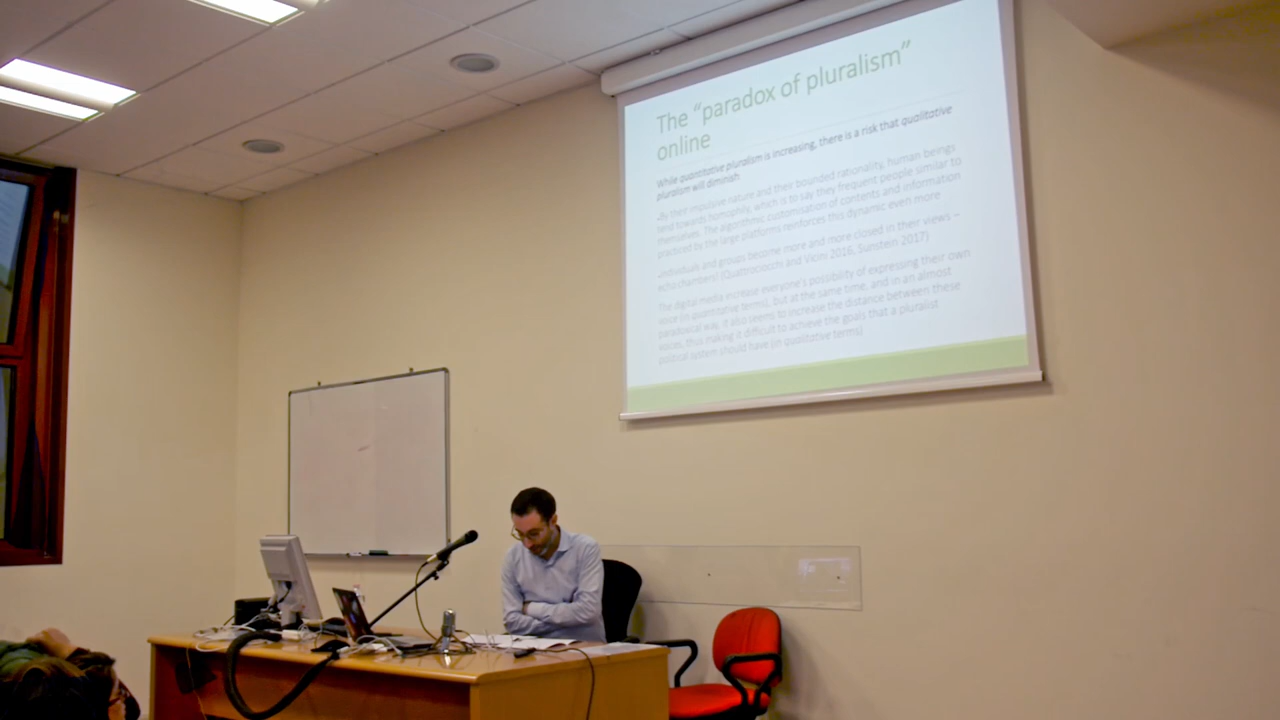 The “paradox of pluralism”
online
While quantitative pluralism is increasing, there is a risk that qualitative
pluralism will diminish
•By their impulsive nature and their bounded rationality, human beings
tend towards homophily, which is to say they frequent people similar to
themselves. The algorithmic customisation of contents and information
practiced by the large platforms reinforces this dynamic even more
•Individuals and groups become more and more closed in their views –
echo chambers! (Quattrociocchi and Vicini 2016, Sunstein 2017)
The digital media increase everyone's possibility of expressing their own
voice (in quantitative terms), but at the same time, and in an almost
paradoxical way, it also seems to increase the distance between these
voices, thus making it difficult to achieve the goals that a pluralist
political system should have (in qualitative terms)